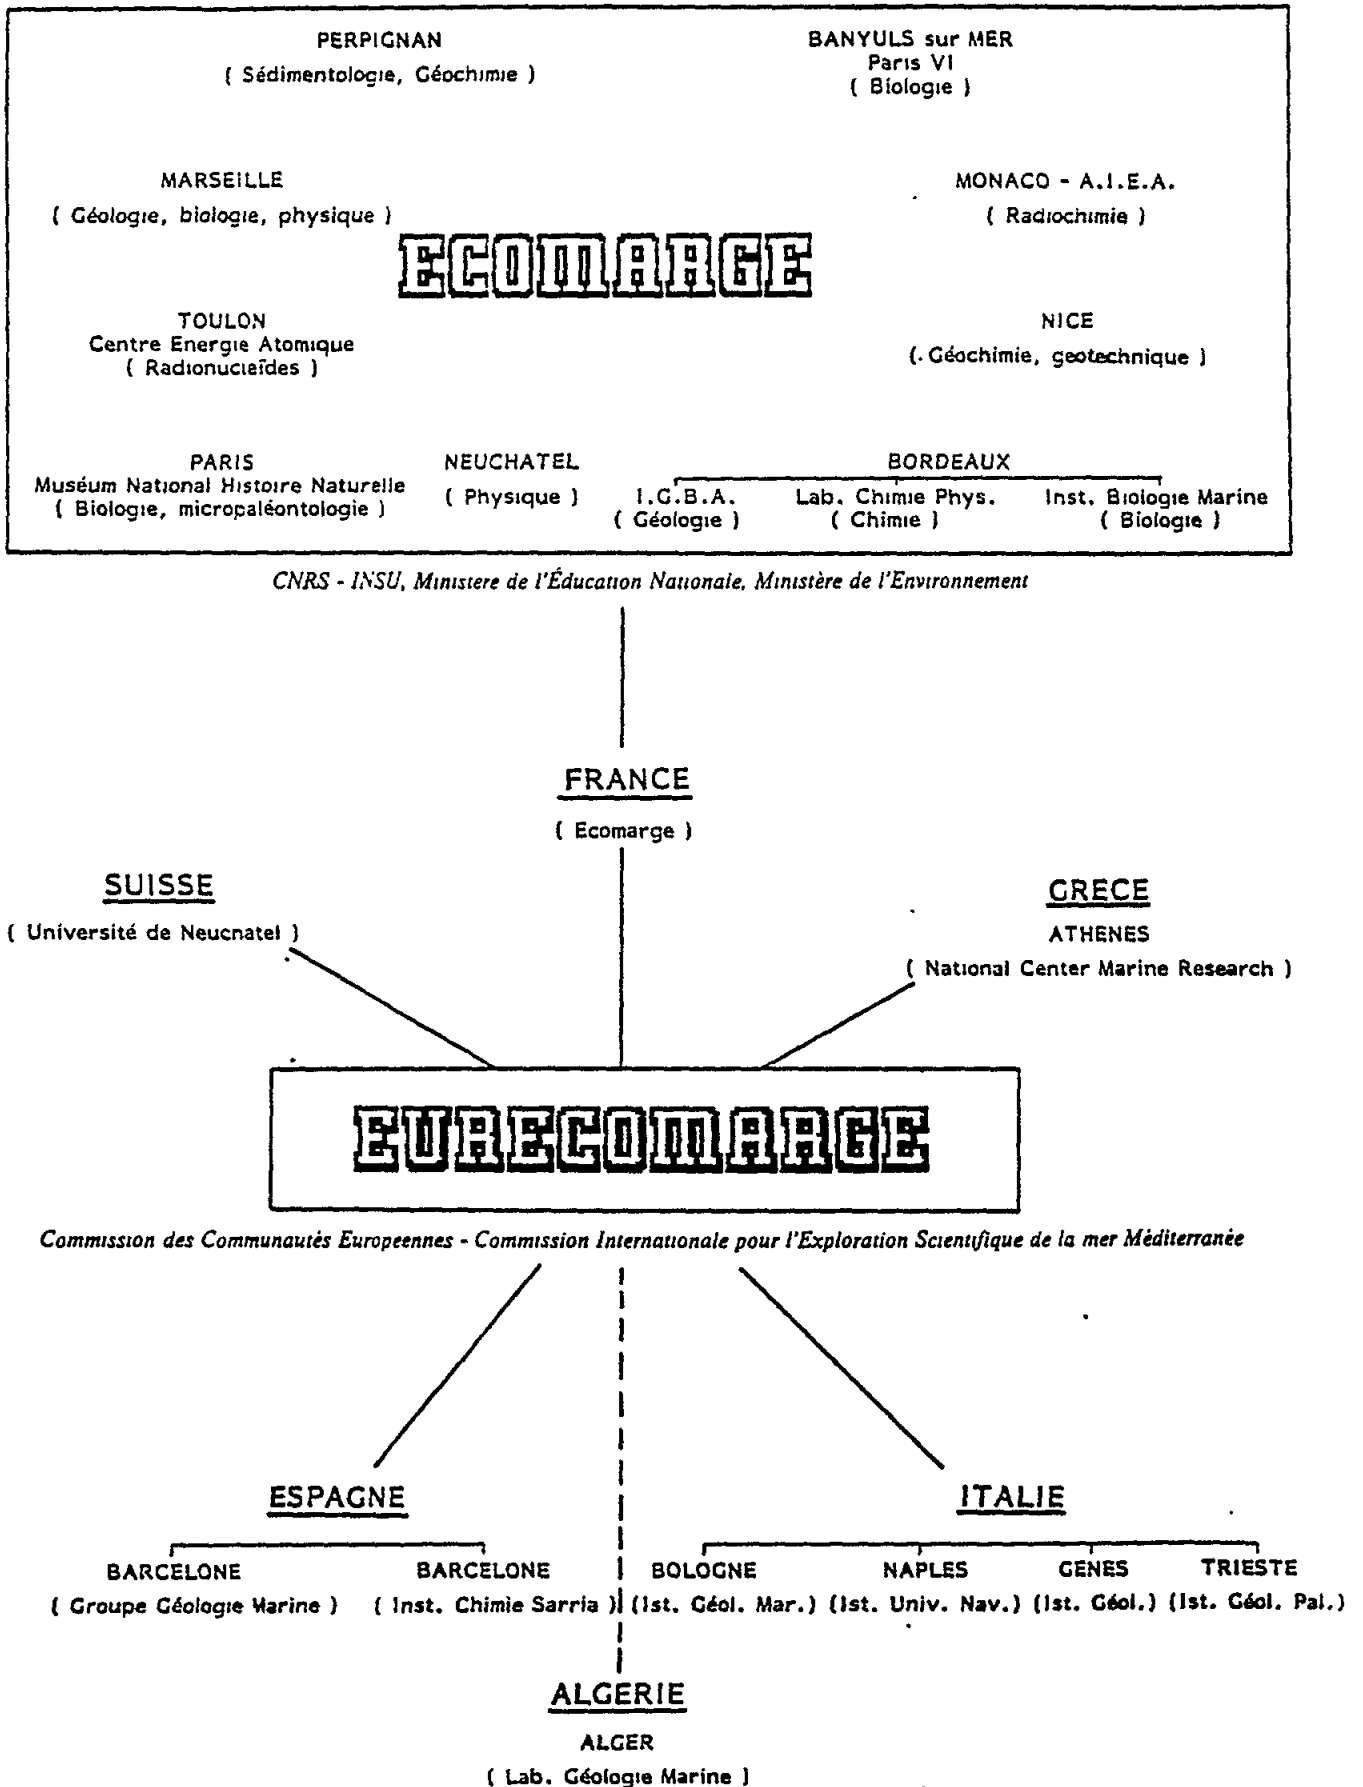 PERPIGNAN
( Sédimentologie, Géochimie )
BANYULS sur MER
Paris VI
( Biologie )
MARSEILLE
( Géologie, biologie, physique )
MONACO - A.I.E.A.
( Radiochimie )
ECOMARGE
TOULON
Centre Energie Atomique
( Radionucleïdes )
NICE
( Géochimie, geotechnique )
PARIS
Muséum National Histoire Naturelle
( Biologie, micropaléontologie )
NEUCHATEL
( Physique )
BORDEAUX
I.G.B.A.
( Géologie )
Lab. Chimie Phys.
( Chimie )
Inst. Biologie Marine
( Biologie )
CNRS - INSU, Ministere de l'Éducation Nationale, Ministère de l'Environnement
FRANCE
( Ecomarge )
SUISSE
( Université de Neucnatel )
GRECE
ATHENES
( National Center Marine Research )
EURECOMARGE
Commission des Communautés Europeennes - Commission Internationale pour l'Exploration Scientifique de la mer Méditerranée
ESPAGNE
BARCELONE
( Groupe Géologie Marine )
BARCELONE
( Inst. Chimie Sarria )
ITALIE
BOLOGNE
(Ist. Géol. Mar.)
NAPLES
(Ist. Univ. Nav.)
GENES
(Ist. Géol.)
TRIESTE
(Ist. Géol. Pal.)
ALGERIE
ALGER
( Lab. Géologie Marine )